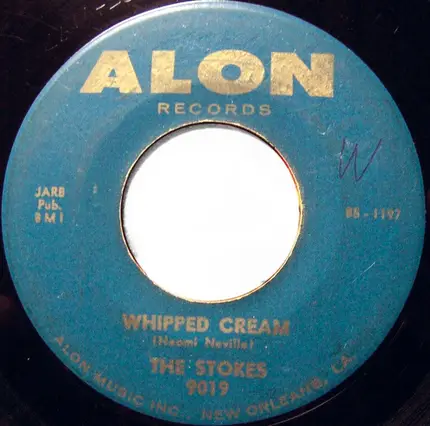 ALON
RECORDS
JARB
Pub.
BMI
W
BB - 1197
WHIPPED CREAM
(Naomi Neville)
THE STOKES
9019
ALON MUSIC INC., NEW ORLEANS, LA.